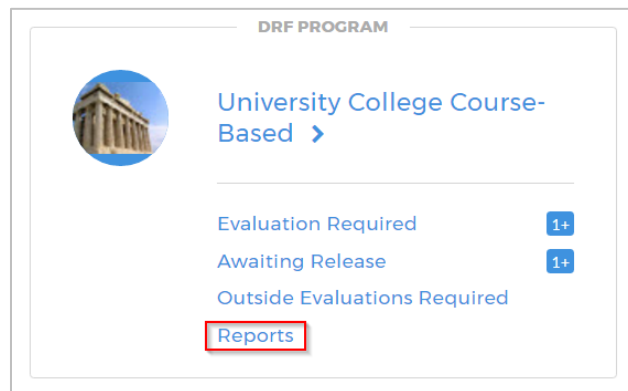 DRF PROGRAM
University College Course-
Based
Evaluation Required 1+
Awaiting Release 1+
Outside Evaluations Required
Reports